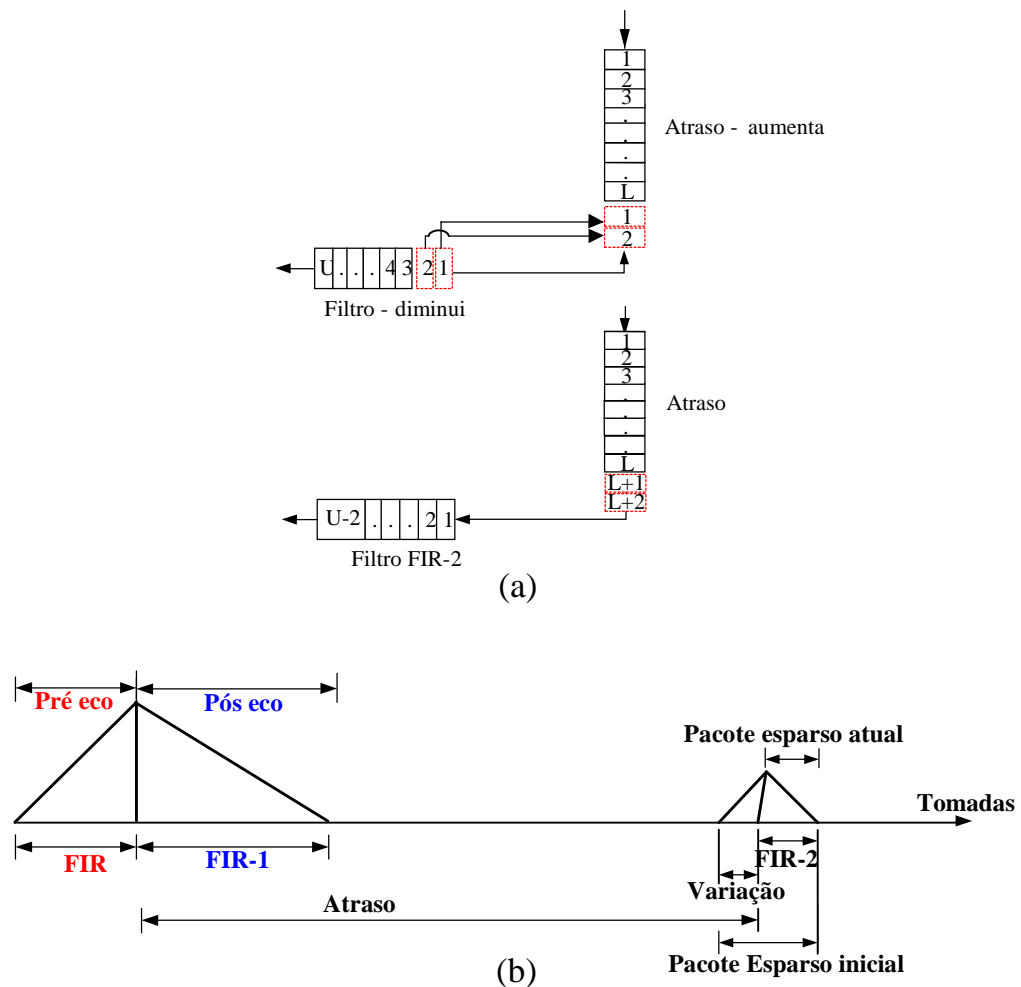 1
2
3
.
.
.
.
.
L
Atraso - aumenta
1
2
U . . . 4 3 2 1
Filtro - diminui
1
2
3
.
.
.
.
L
L+1
L+2
Atraso
U-2 . . . 2 1
Filtro FIR-2
(a)
Pré eco
Pós eco
Pacote esparso atual
Tomadas
FIR
FIR-1
FIR-2
Variação
Atraso
Pacote Esparso inicial
(b)